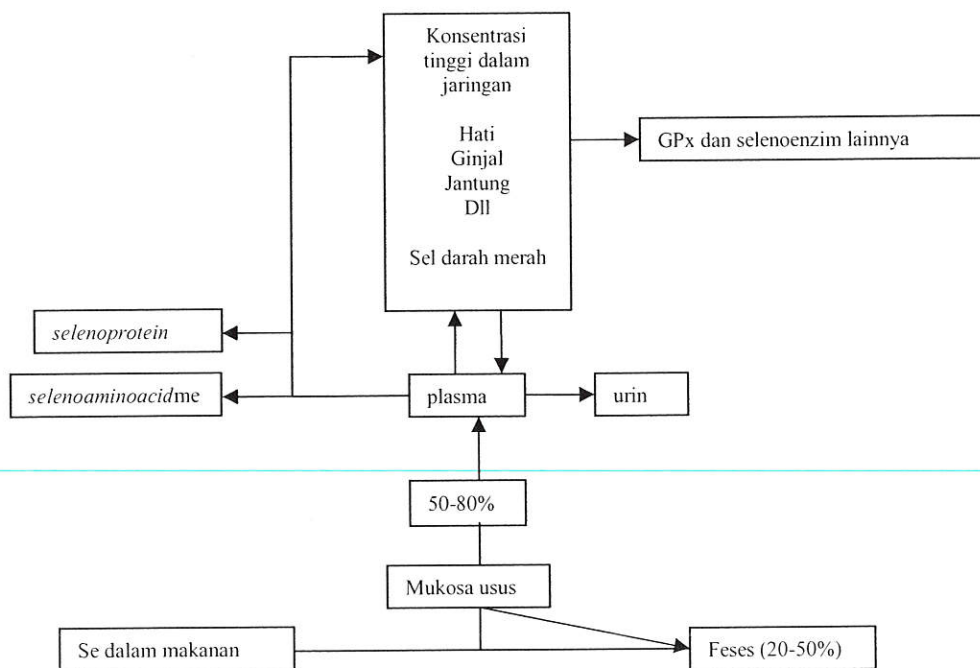 Konsentrasi
tinggi dalam
jaringan
Hati
Ginjal
Jantung
Dll
Sel darah merah
GPx dan selenoenzim lainnya
selenoprotein
selenoaminoacidme
plasma
urin
50-80%
Mukosa usus
Se dalam makanan
Feses (20-50%)